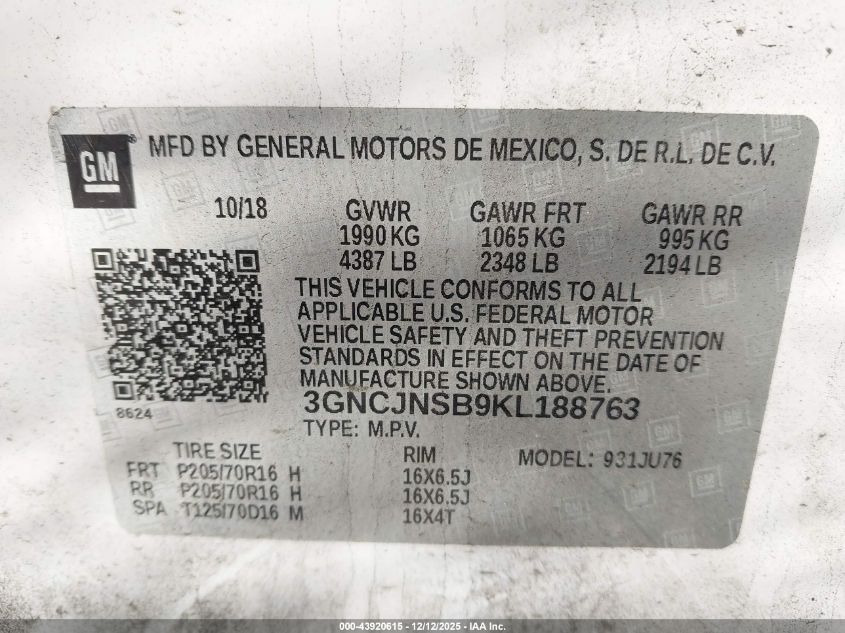 GM ® MFD BY GENERAL MOTORS DE MEXICO, S. DE R.L. DE C.V.
10/18 GVWR GAWR FRT GAWR RR
1990 KG 1065 KG 995 KG
4387 LB 2348 LB 2194 LB
THIS VEHICLE CONFORMS TO ALL
APPLICABLE U.S. FEDERAL MOTOR
VEHICLE SAFETY AND THEFT PREVENTION
STANDARDS IN EFFECT ON THE DATE OF
MANUFACTURE SHOWN ABOVE.
8624 3GNCJNSB9KL188763
TYPE: M.P.V.
TIRE SIZE RIM MODEL: 931JU76
FRT P205/70R16 H 16X6.5J
RR P205/70R16 H 16X6.5J
SPA T125/70D16 M 16X4T
000-43920615 - 12/12/2025 - IAA Inc.